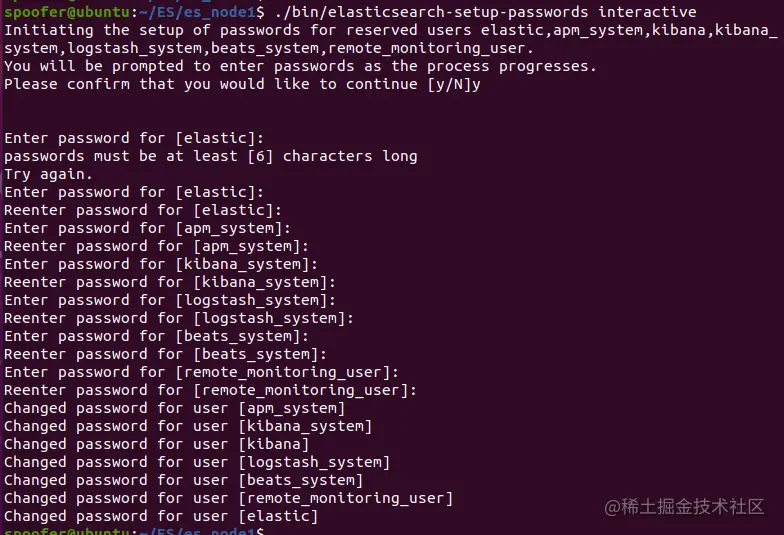 spoofer@ubuntu:~/ES/es_node1$ ./bin/elasticsearch-setup-passwords interactive
Initiating the setup of passwords for reserved users elastic,apm_system,kibana,kibana_
system,logstash_system,beats_system,remote_monitoring_user.
You will be prompted to enter passwords as the process progresses.
Please confirm that you would like to continue [y/N]y
Enter password for [elastic]:
passwords must be at least [6] characters long
Try again.
Enter password for [elastic]:
Reenter password for [elastic]:
Enter password for [apm_system]:
Reenter password for [apm_system]:
Enter password for [kibana_system]:
Reenter password for [kibana_system]:
Enter password for [logstash_system]:
Reenter password for [logstash_system]:
Enter password for [beats_system]:
Reenter password for [beats_system]:
Enter password for [remote_monitoring_user]:
Reenter password for [remote_monitoring_user]:
Changed password for user [apm_system]
Changed password for user [kibana_system]
Changed password for user [kibana]
Changed password for user [logstash_system]
Changed password for user [beats_system]
Changed password for user [remote_monitoring_user]
Changed password for user [elastic]
@稀土掘金技术社区
spoofer@ubuntu:~/ES/es_node1$